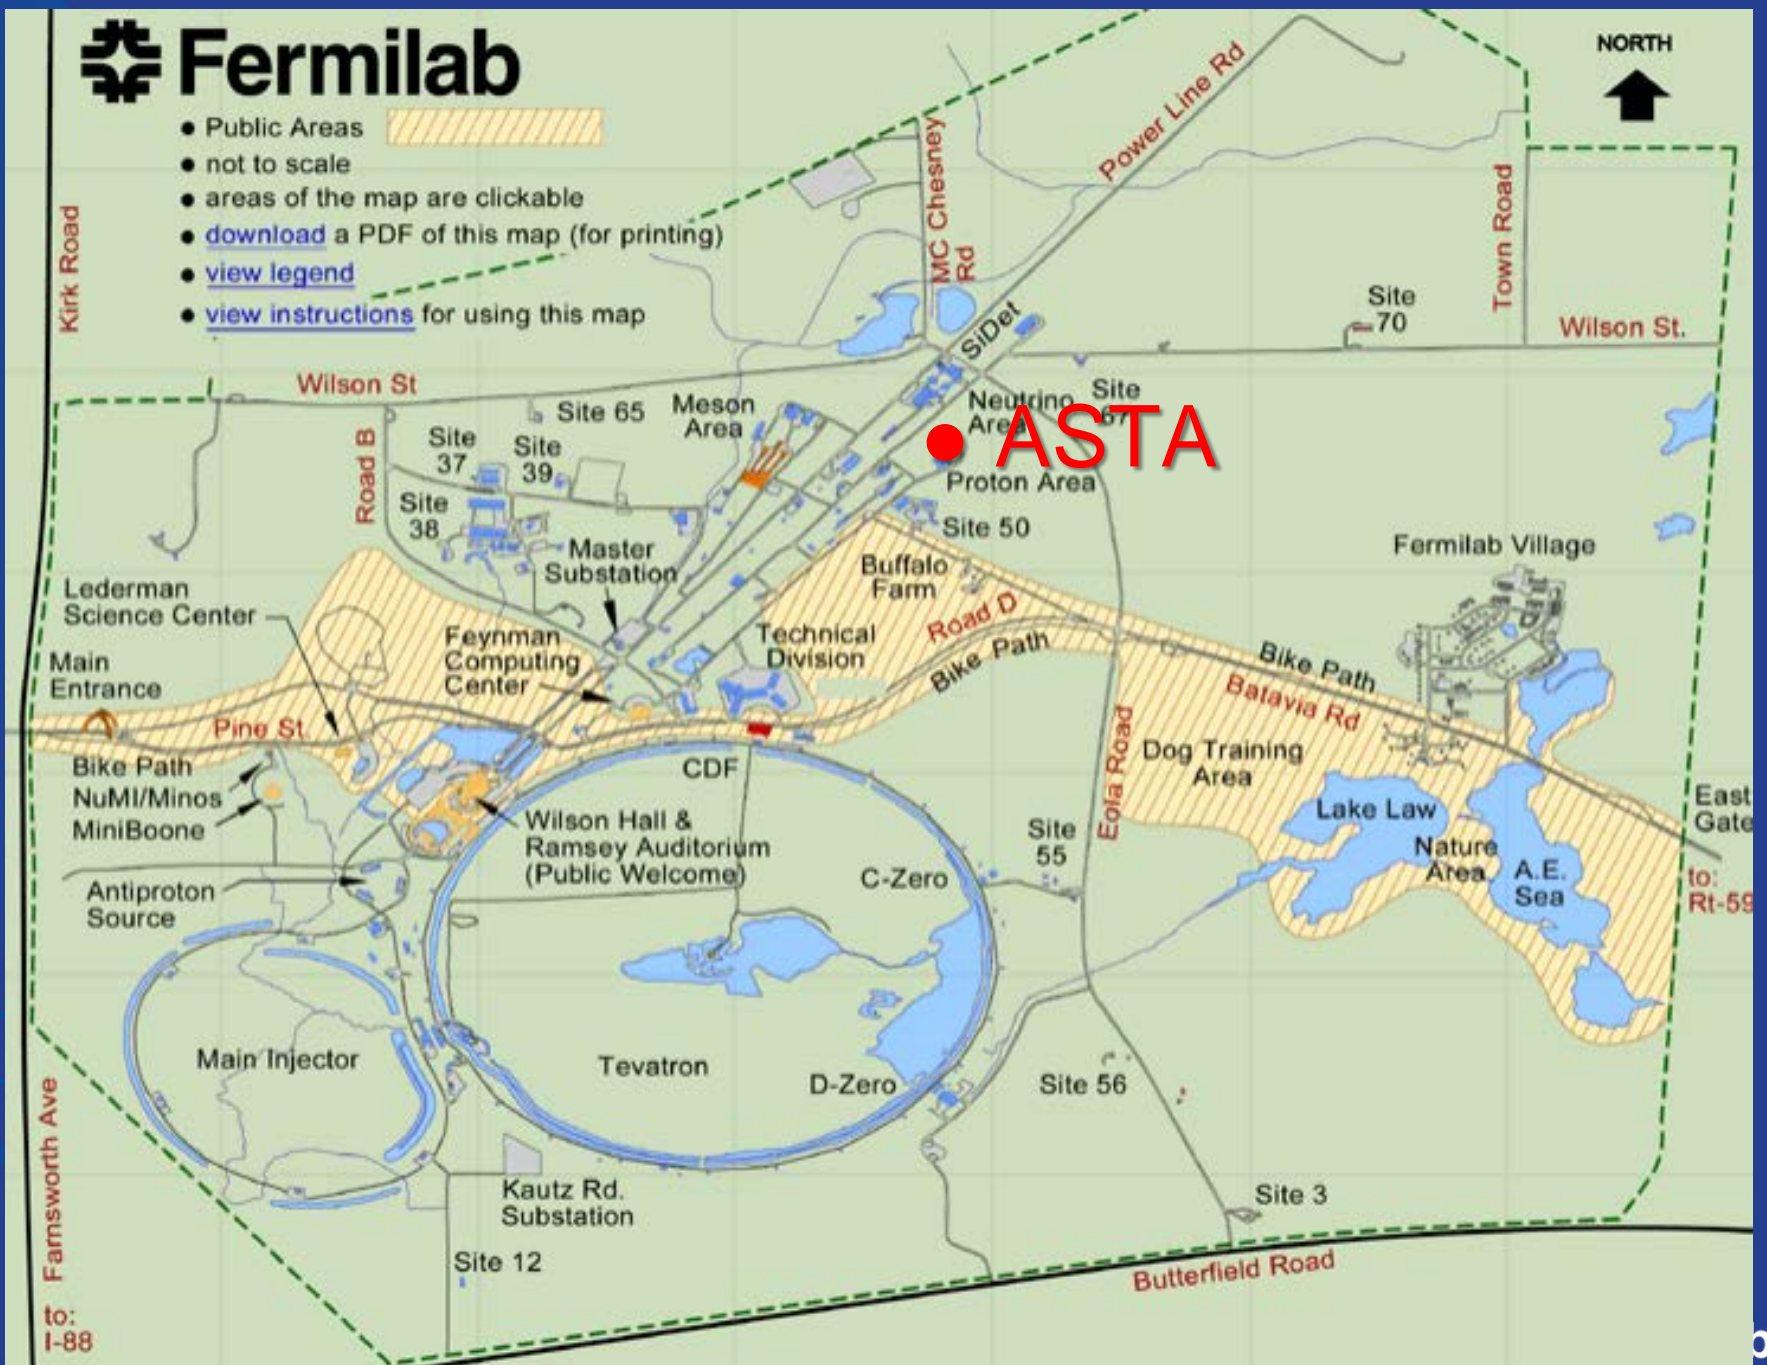 Fermilab
NORTH
● Public Areas
● not to scale
● areas of the map are clickable
● download a PDF of this map (for printing)
● view legend
● view instructions for using this map
Kirk Road
MC Chesney
Rd
Power Line Rd
Town Road
Site
70
Wilson St.
SiDet
Wilson St
Site 65
Meson
Area
Neutrino
Area
Site
67
ASTA
Road B
Site
37
Site
39
Site
38
Proton Area
Site 50
Master
Substation
Buffalo
Farm
Fermilab Village
Lederman
Science Center
Feynman
Computing
Center
Technical
Division
Road D
Bike Path
Main
Entrance
Pine St.
Bike Path
Batavia Rd
Dog Training
Area
Eola Road
Bike Path
NuMI/Minos
MiniBoone
CDF
Wilson Hall &
Ramsey Auditorium
(Public Welcome)
Lake Law
Nature
Area
A.E.
Sea
East
Gate
to:
Rt-59
Site
55
C-Zero
Antiproton
Source
Main Injector
Tevatron
D-Zero
Site 56
Kautz Rd.
Substation
Site 3
Site 12
Butterfield Road
Farnsworth Ave
to:
I-88